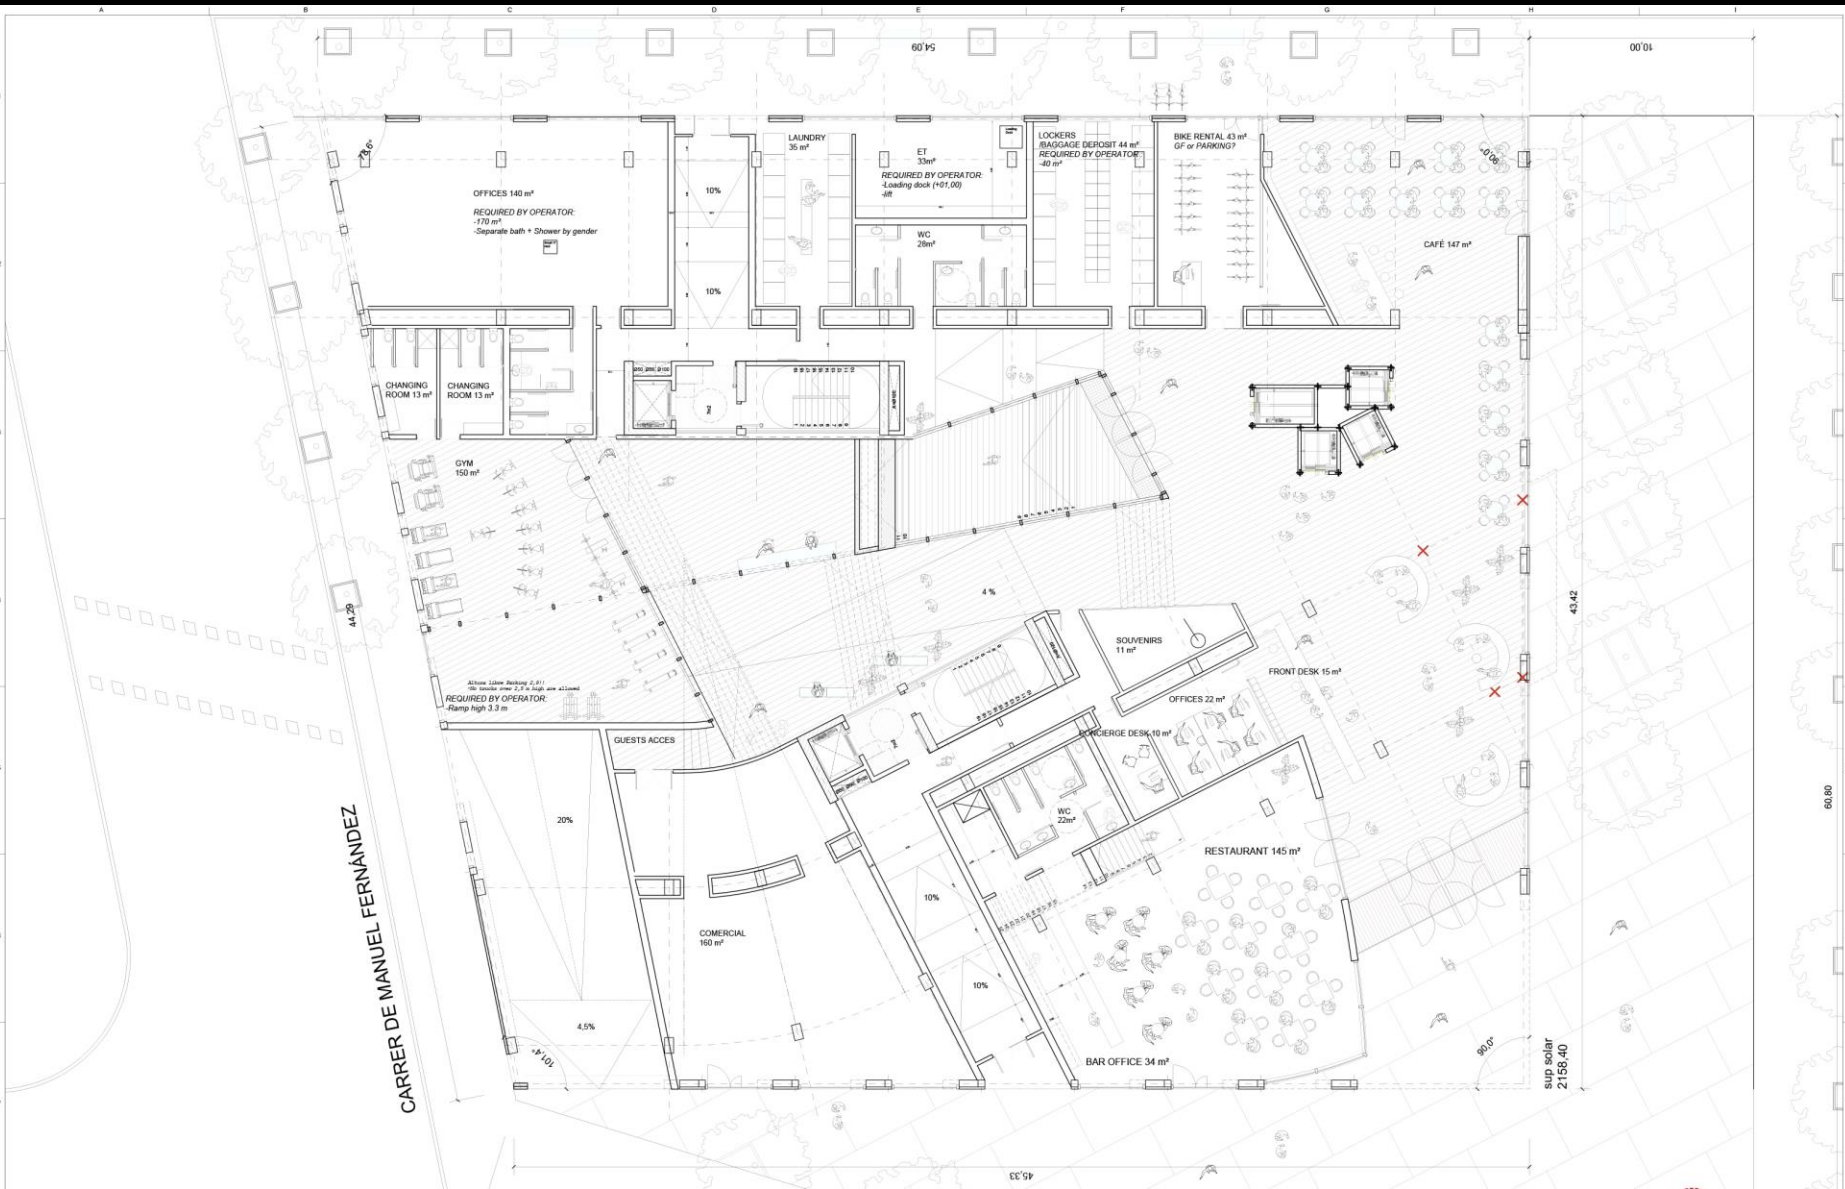 A
B
C
D
E
F
G
H
I
54,09
10,00
78,6°
OFFICES 140 m²
REQUIRED BY OPERATOR:
-170 m²
-Separate bath + Shower by gender
10%
10%
LAUNDRY
35 m²
ET
33m²
REQUIRED BY OPERATOR:
-Loading dock (+01,00)
-lift
WC
28m²
LOCKERS
/BAGGAGE DEPOSIT 44 m²
REQUIRED BY OPERATOR:
-40 m²
BIKE RENTAL 43 m²
GF or PARKING?
90,0°
CAFÉ 147 m²
CHANGING
ROOM 13 m²
CHANGING
ROOM 13 m²
GYM
150 m²
4 %
44,29
43,42
60,80
SOUVENIRS
11 m²
FRONT DESK 15 m²
OFFICES 22 m²
CONCIERGE DESK 10 m²
REQUIRED BY OPERATOR:
-Ramp high 3.3 m
GUESTS ACCES
20%
WC
22m²
RESTAURANT 145 m²
COMERCIAL
160 m²
10%
10%
4,5%
101,4°
BAR OFFICE 34 m²
90,0°
sup solar
2158,40
CARRER DE MANUEL FERNÁNDEZ
45,33